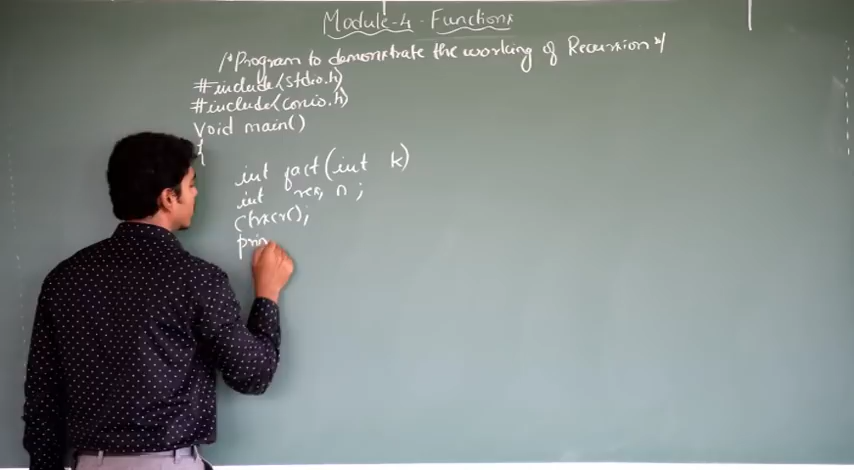 Module-4 - Functions
/*Program to demonstrate the working of Recursion*/
#include<stdio.h>
#include<conio.h>
void main()
{
int fact(int k)
int res, n;
clrscr();
prin